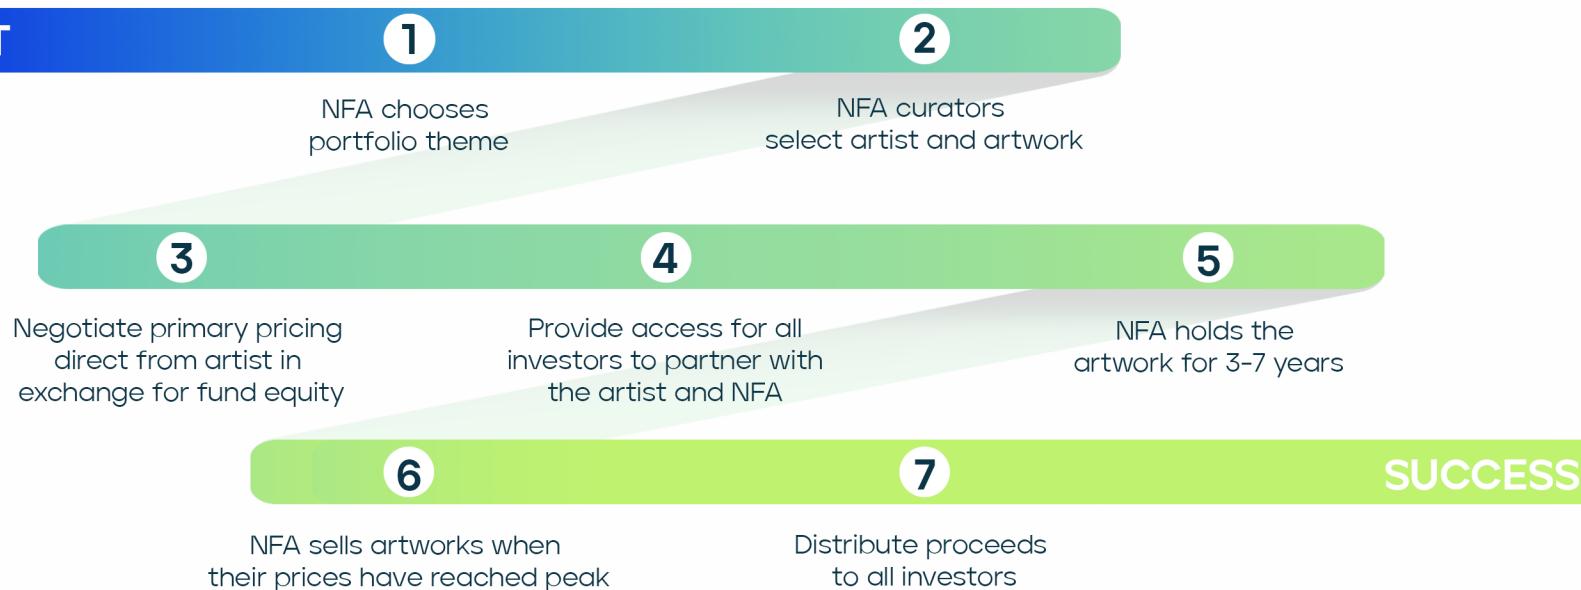 1
2
NFA chooses
portfolio theme
NFA curators
select artist and artwork
3
4
5
Negotiate primary pricing
direct from artist in
exchange for fund equity
Provide access for all
investors to partner with
the artist and NFA
NFA holds the
artwork for 3-7 years
6
7
SUCCESS
NFA sells artworks when
their prices have reached peak
Distribute proceeds
to all investors